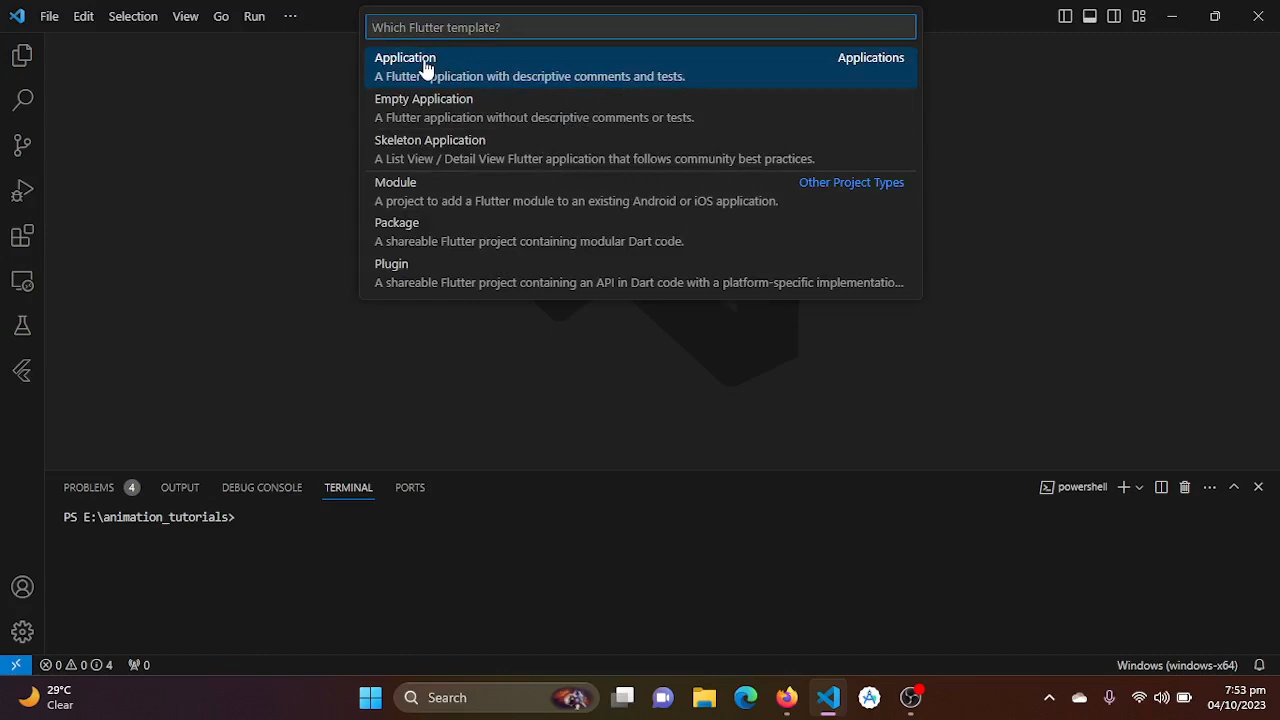 File Edit Selection View Go Run ···
Which Flutter template?
Application Applications
A Flutter application with descriptive comments and tests.
Empty Application
A Flutter application without descriptive comments or tests.
Skeleton Application
A List View / Detail View Flutter application that follows community best practices.
Module Other Project Types
A project to add a Flutter module to an existing Android or iOS application.
Package
A shareable Flutter project containing modular Dart code.
Plugin
A shareable Flutter project containing an API in Dart code with a platform-specific implementatio...
PROBLEMS 4 OUTPUT DEBUG CONSOLE TERMINAL PORTS powershell
PS E:\animation_tutorials>
0 0 4 0 Windows (windows-x64)
29°C
Clear
Search
7:53 pm
04/10/2023